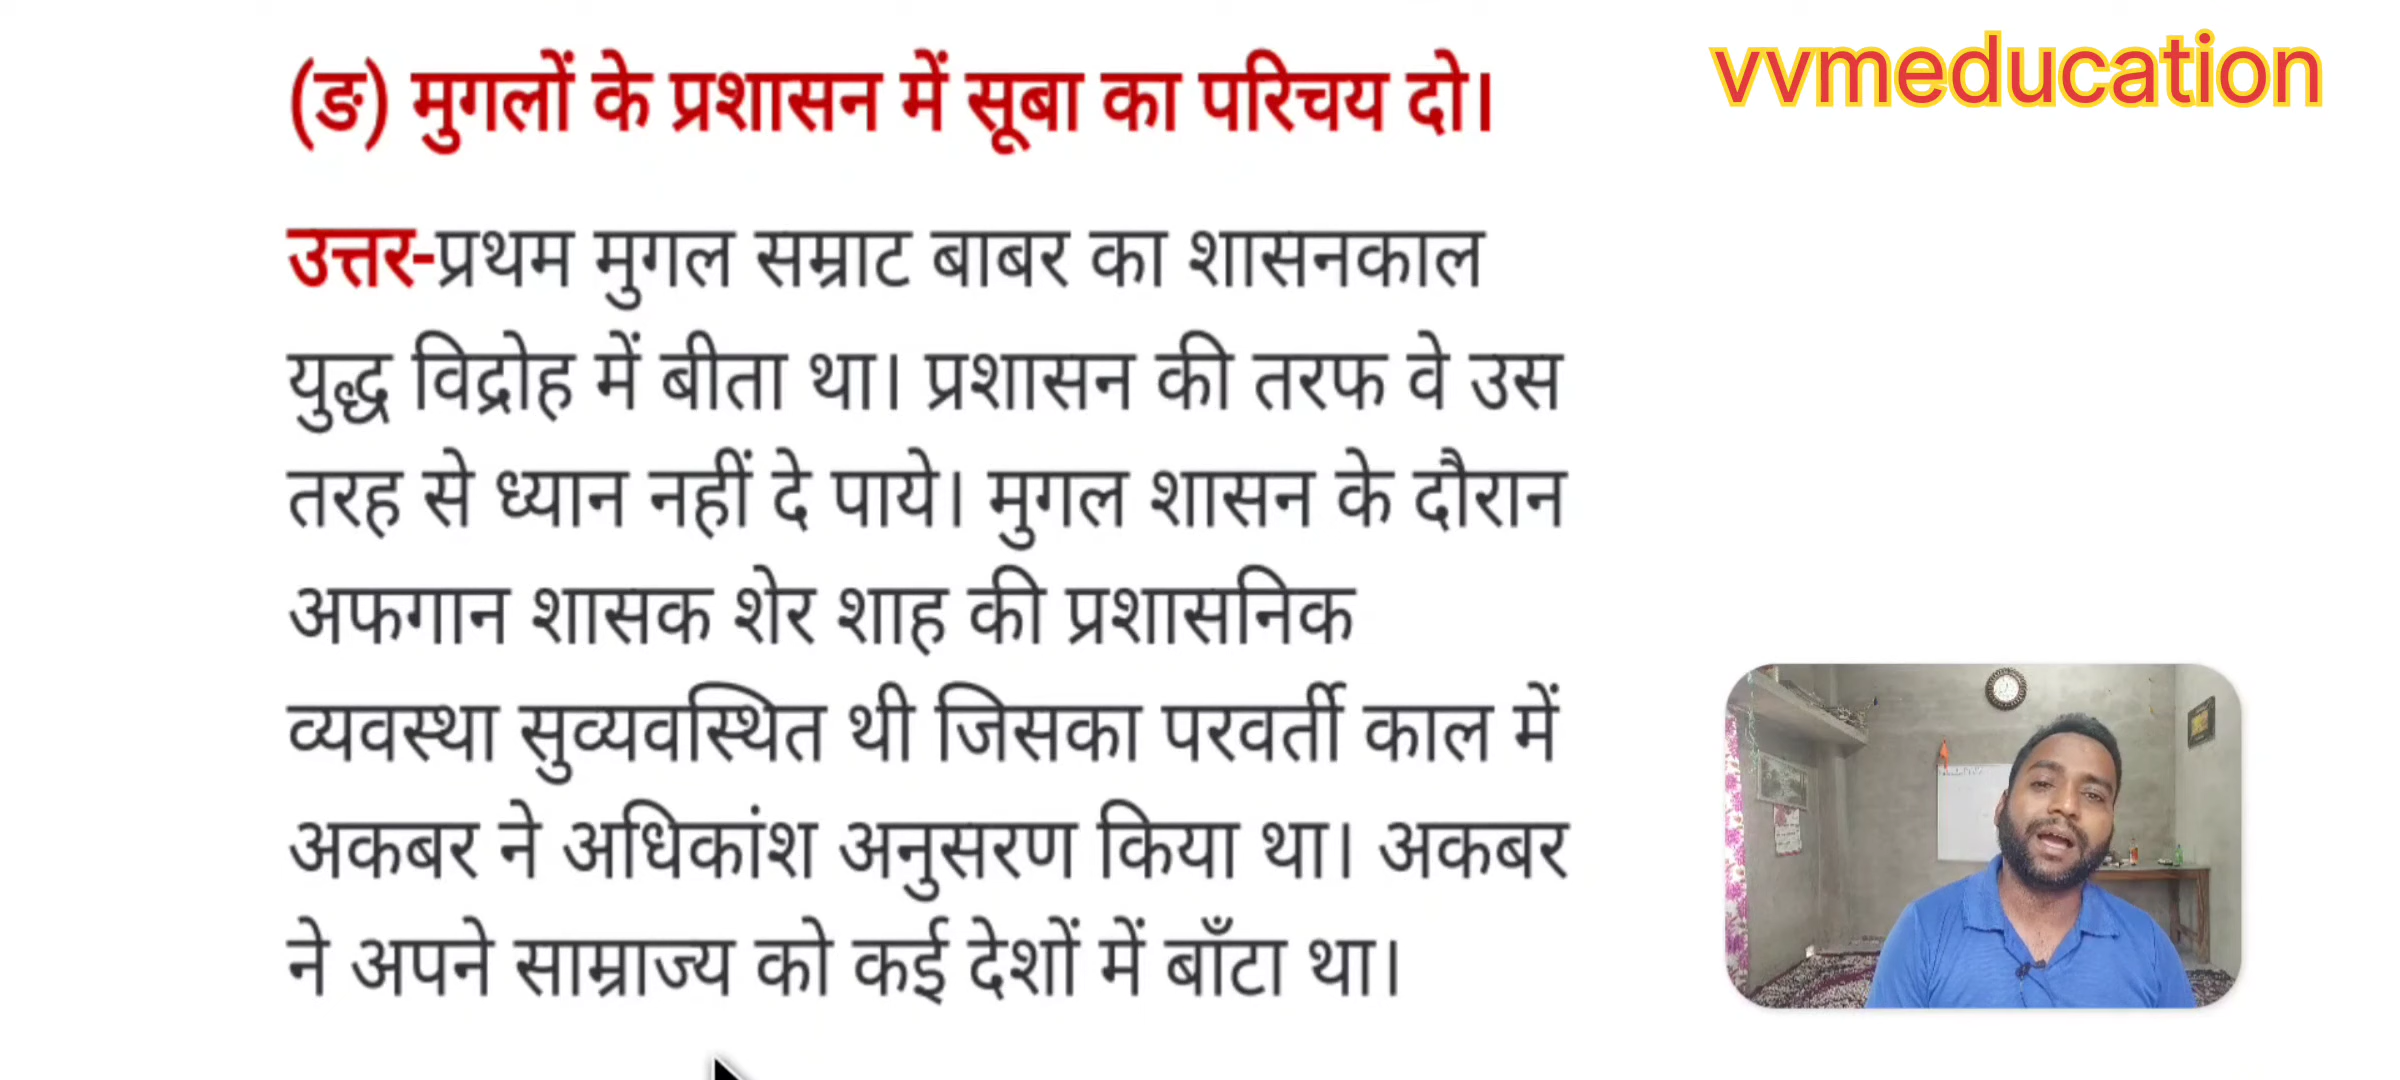 (ङ) मुगलों के प्रशासन में सूबा का परिचय दो।
vvmeducation
उत्तर-प्रथम मुगल सम्राट बाबर का शासनकाल
युद्ध विद्रोह में बीता था। प्रशासन की तरफ वे उस
तरह से ध्यान नहीं दे पाये। मुगल शासन के दौरान
अफगान शासक शेर शाह की प्रशासनिक
व्यवस्था सुव्यवस्थित थी जिसका परवर्ती काल में
अकबर ने अधिकांश अनुसरण किया था। अकबर
ने अपने साम्राज्य को कई देशों में बाँटा था।